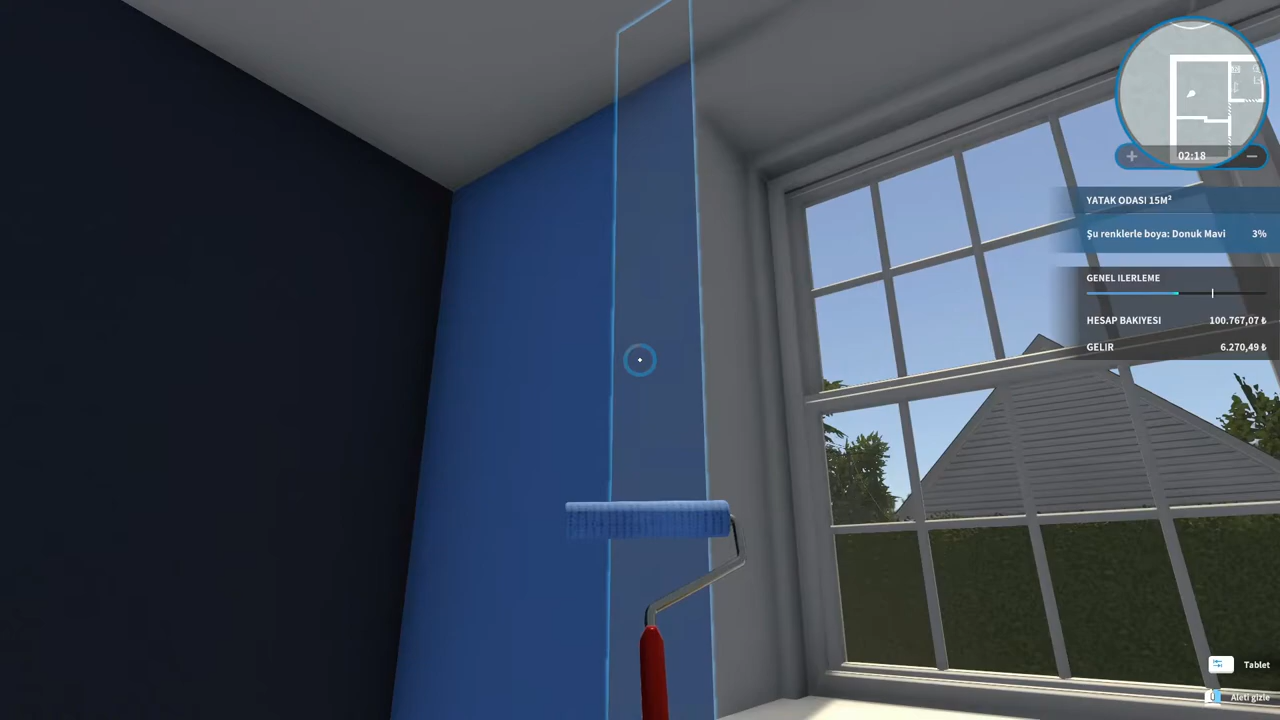 02:18
YATAK ODASI 15M²
Şu renklerle boya: Donuk Mavi 3%
GENEL ILERLEME
HESAP BAKIYESI 100.767,07 ₺
GELIR 6.270,49 ₺
Tablet
Aleti gizle